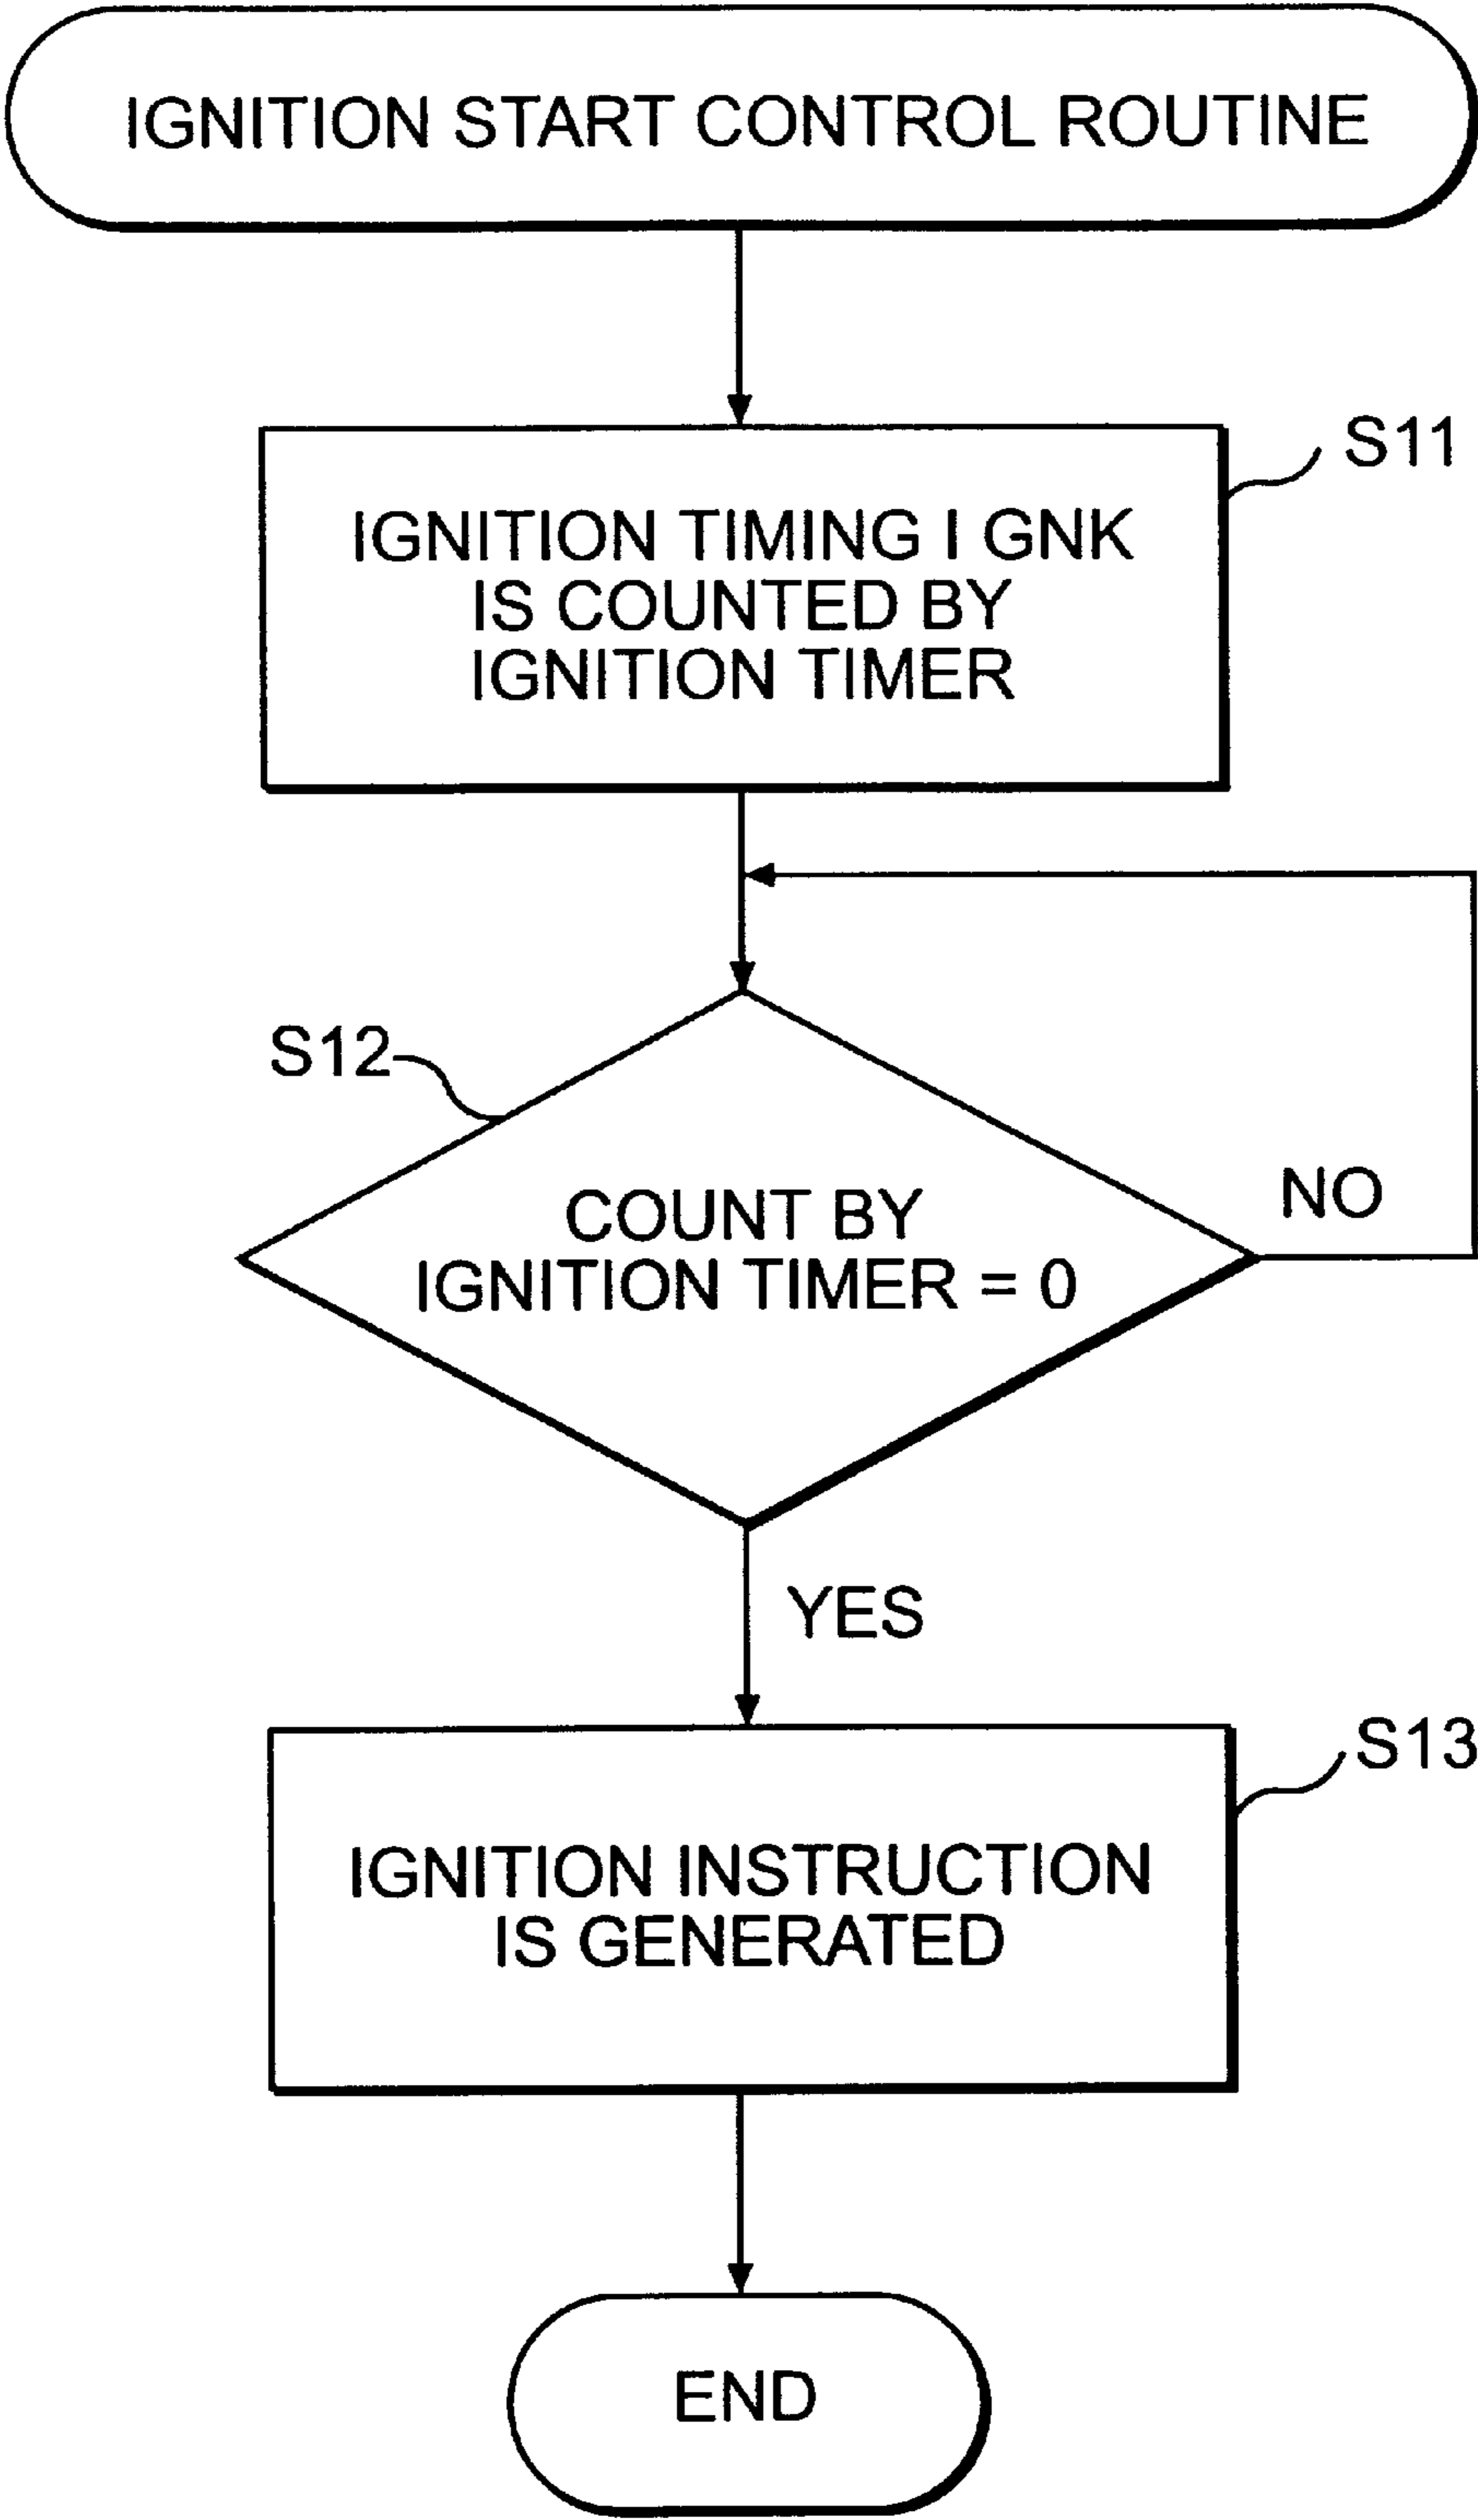 IGNITION START CONTROL ROUTINE
S11
IGNITION TIMING I GNK
IS COUNTED BY
IGNITION TIMER
S12
COUNT BY
IGNITION TIMER = 0
NO
YES
S13
IGNITION INSTRUCTION
IS GENERATED
END